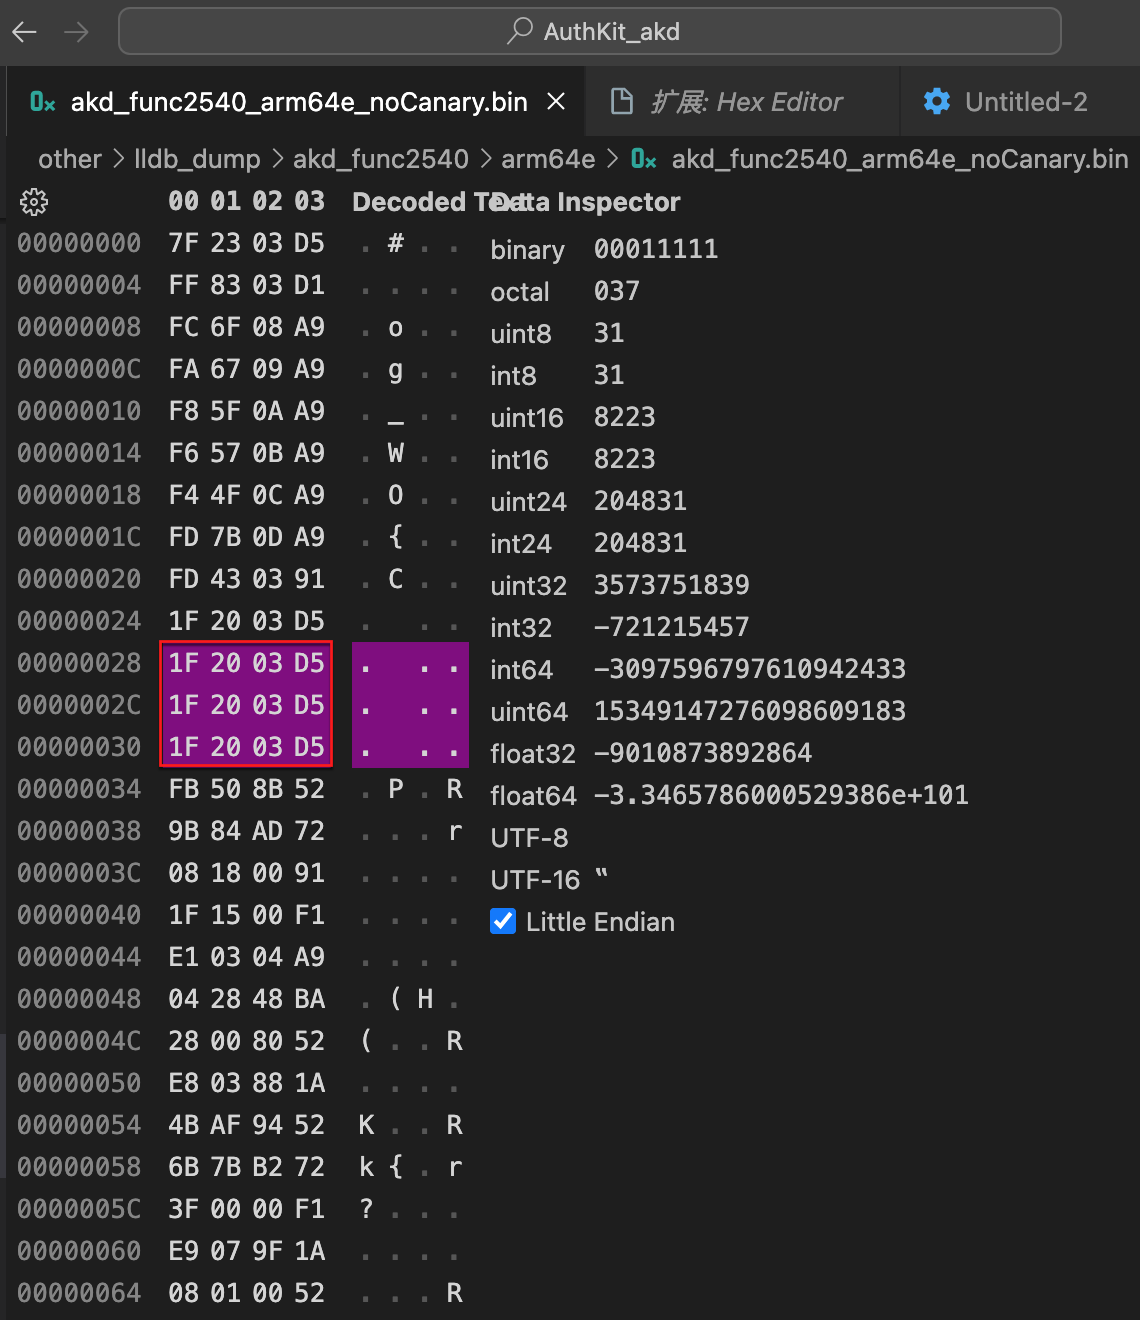 AuthKit_akd
akd_func2540_arm64e_noCanary.bin 扩展: Hex Editor Untitled-2
other > lldb_dump > akd_func2540 > arm64e > akd_func2540_arm64e_noCanary.bin
00 01 02 03 Decoded Text Data Inspector
00000000 7F 23 03 D5 . # . . binary 00011111
00000004 FF 83 03 D1 . . . . octal 037
00000008 FC 6F 08 A9 . o . . uint8 31
0000000C FA 67 09 A9 . g . . int8 31
00000010 F8 5F 0A A9 . _ . . uint16 8223
00000014 F6 57 0B A9 . W . . int16 8223
00000018 F4 4F 0C A9 . O . . uint24 204831
0000001C FD 7B 0D A9 . { . . int24 204831
00000020 FD 43 03 91 . C . . uint32 3573751839
00000024 1F 20 03 D5 .   . . int32 -721215457
00000028 1F 20 03 D5 .   . . int64 -3097596797610942433
0000002C 1F 20 03 D5 .   . . uint64 15349147276098609183
00000030 1F 20 03 D5 .   . . float32 -9010873892864
00000034 FB 50 8B 52 . P . R float64 -3.3465786000529386e+101
00000038 9B 84 AD 72 . . . r UTF-8
0000003C 08 18 00 91 . . . . UTF-16 ‟
00000040 1F 15 00 F1 . . . . Little Endian
00000044 E1 03 04 A9 . . . .
00000048 04 28 48 BA . ( H .
0000004C 28 00 80 52 ( . . R
00000050 E8 03 88 1A . . . .
00000054 4B AF 94 52 K . . R
00000058 6B 7B B2 72 k { . r
0000005C 3F 00 00 F1 ? . . .
00000060 E9 07 9F 1A . . . .
00000064 08 01 00 52 . . . R